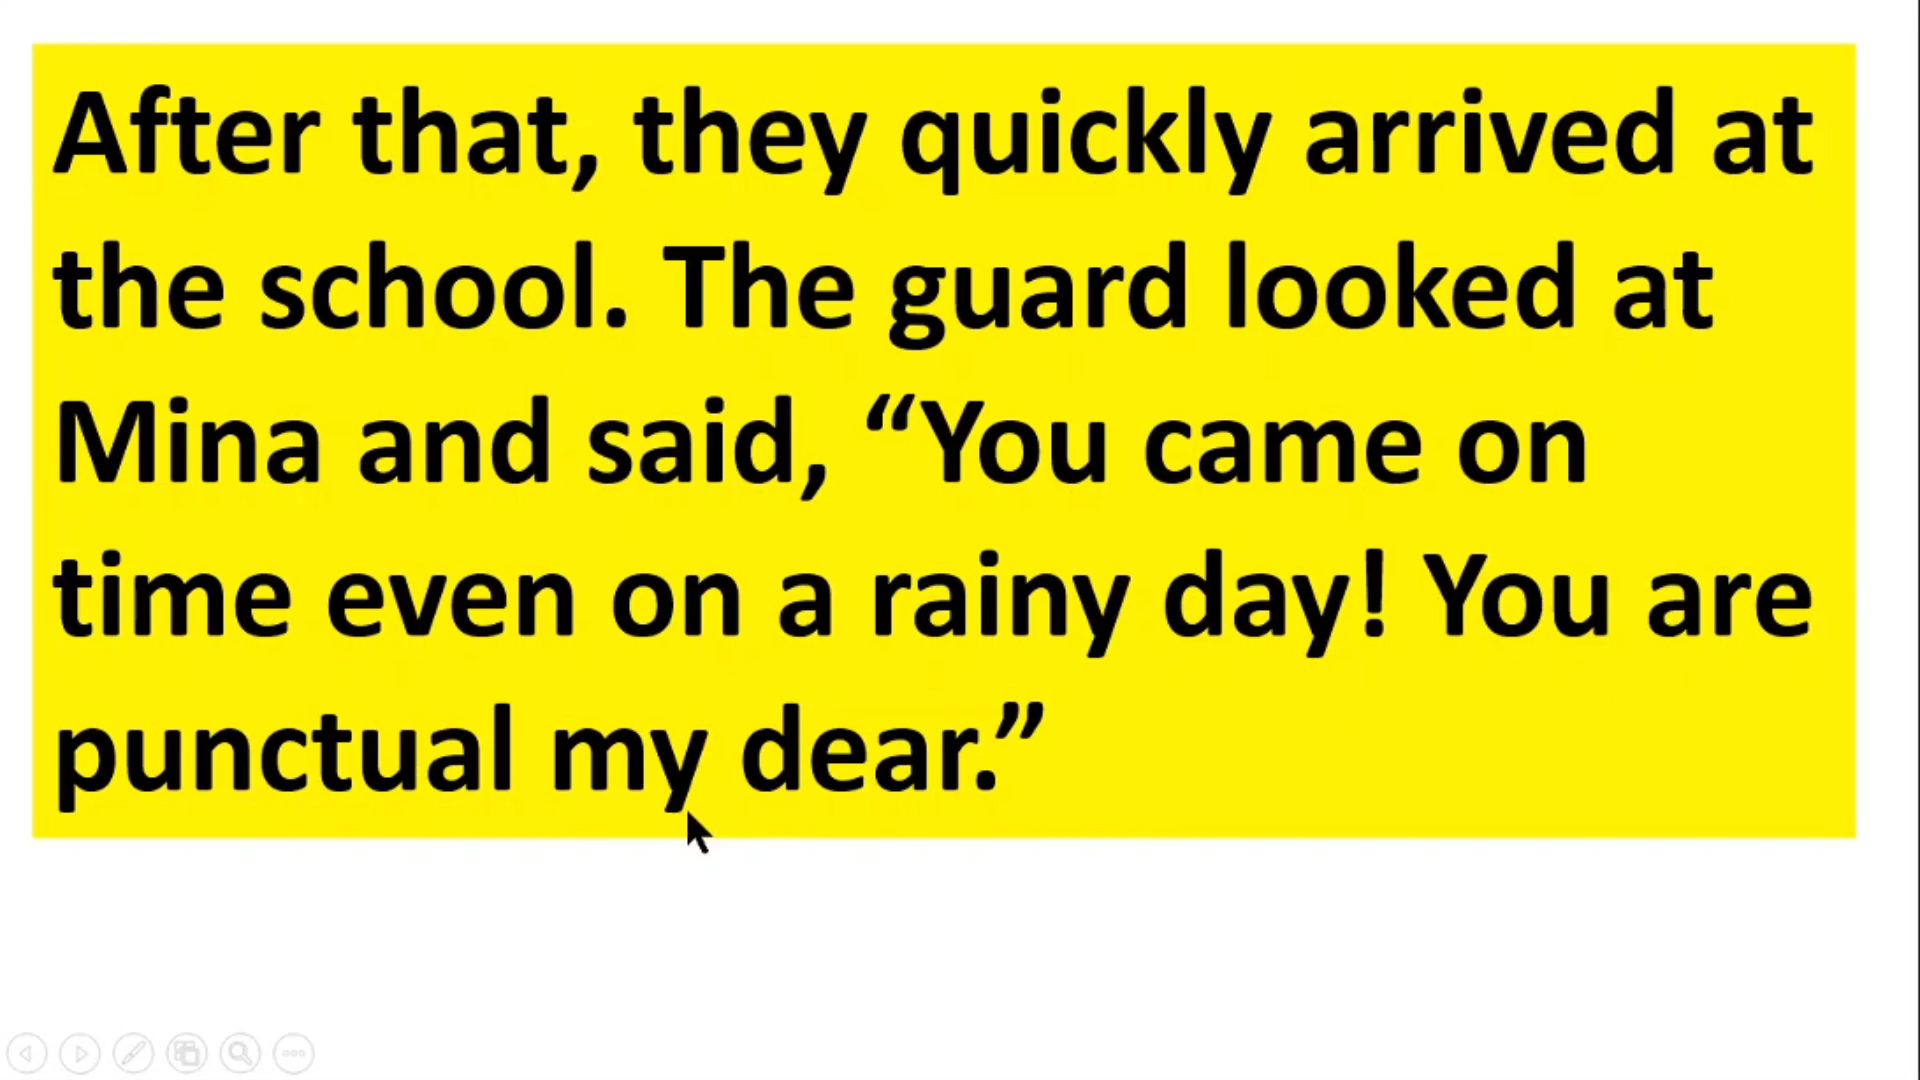 After that, they quickly arrived at
the school. The guard looked at
Mina and said, “You came on
time even on a rainy day! You are
punctual my dear.”